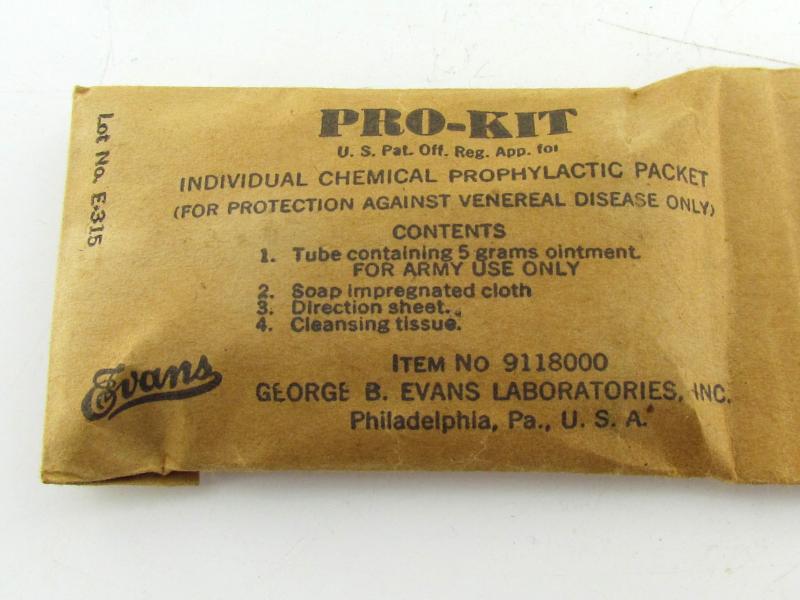 PRO-KIT
U. S. Pat. Off. Reg. App. for
INDIVIDUAL CHEMICAL PROPHYLACTIC PACKET
(FOR PROTECTION AGAINST VENEREAL DISEASE ONLY)
CONTENTS
1. Tube containing 5 grams ointment.
FOR ARMY USE ONLY
2. Soap impregnated cloth
3. Direction sheet.
4. Cleansing tissue.
ITEM NO 9118000
GEORGE B. EVANS LABORATORIES, INC.
Philadelphia, Pa., U. S. A.
Evans
Lot No. E-315